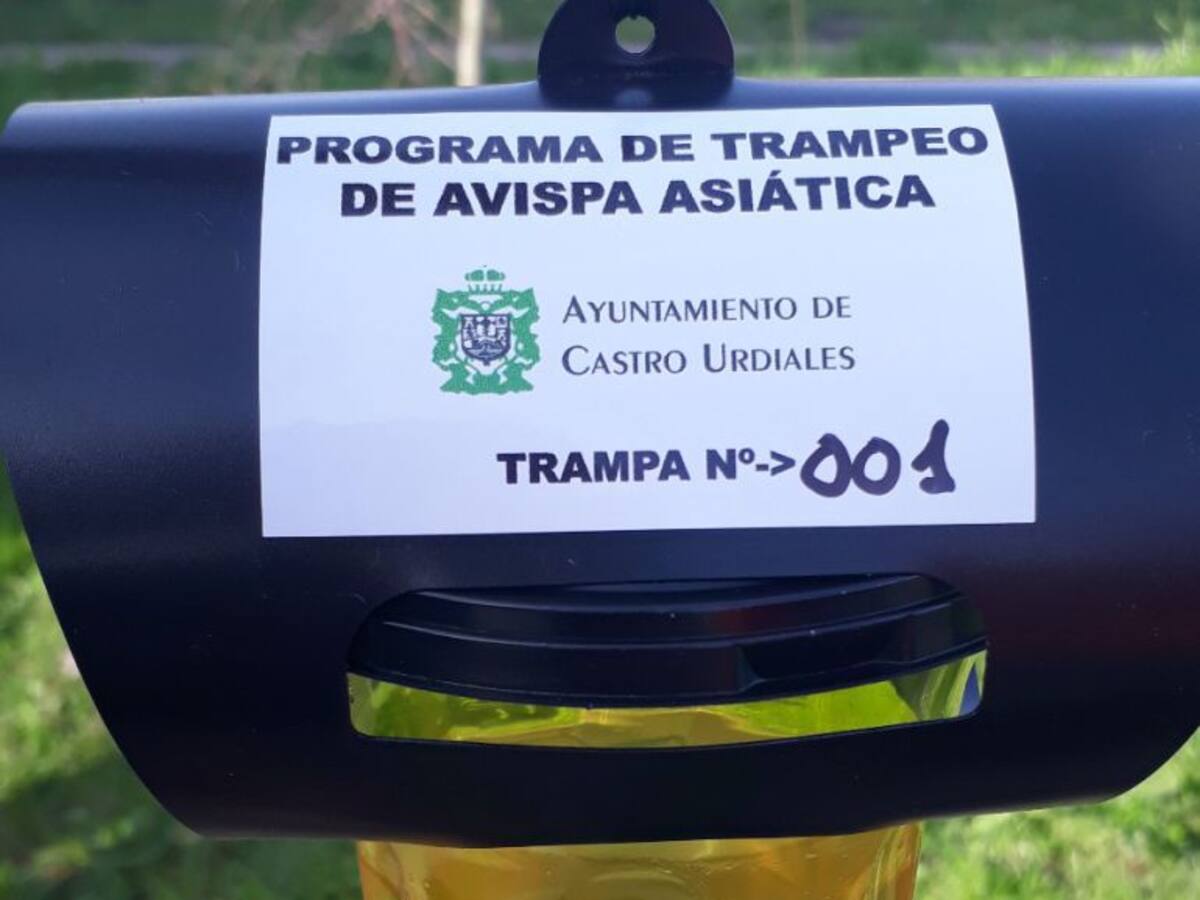 PROGRAMA DE TRAMPEO
DE AVISPA ASIÁTICA
AYUNTAMIENTO DE
CASTRO URDIALES
TRAMPA Nº-> 001